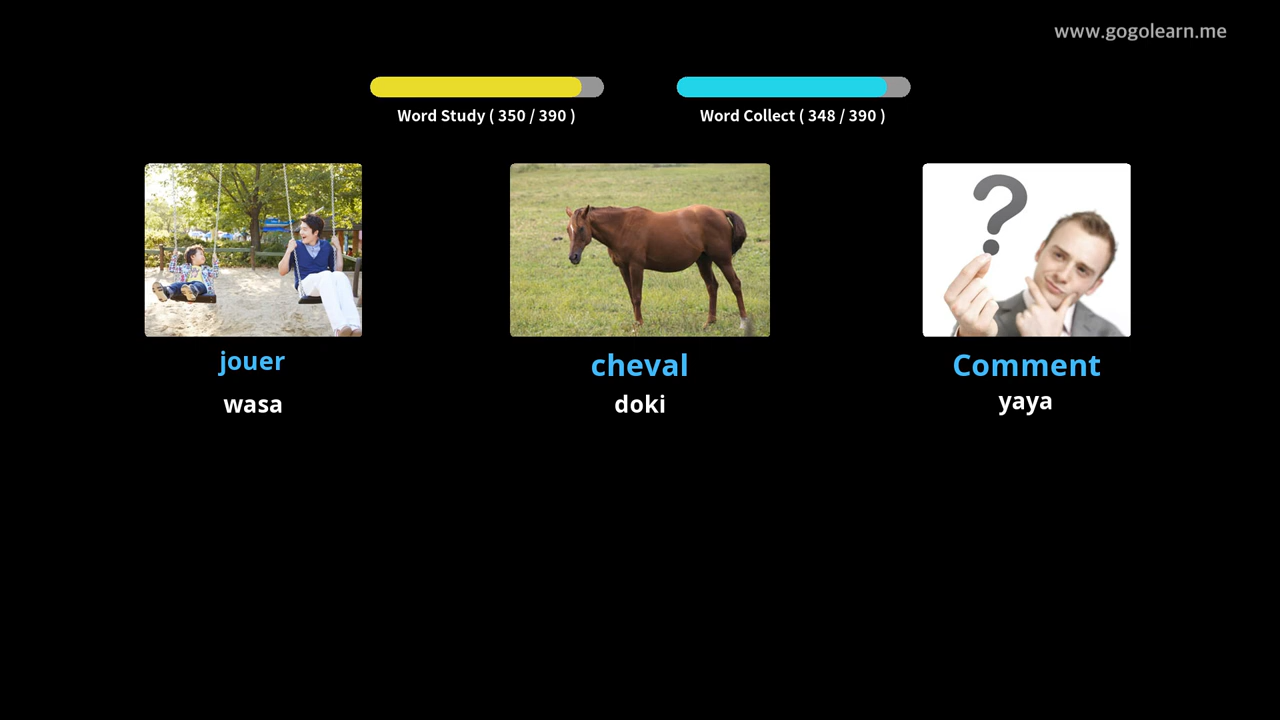 www.gogolearn.me
Word Study ( 350 / 390 )
Word Collect ( 348 / 390 )
jouer
wasa
cheval
doki
Comment
yaya